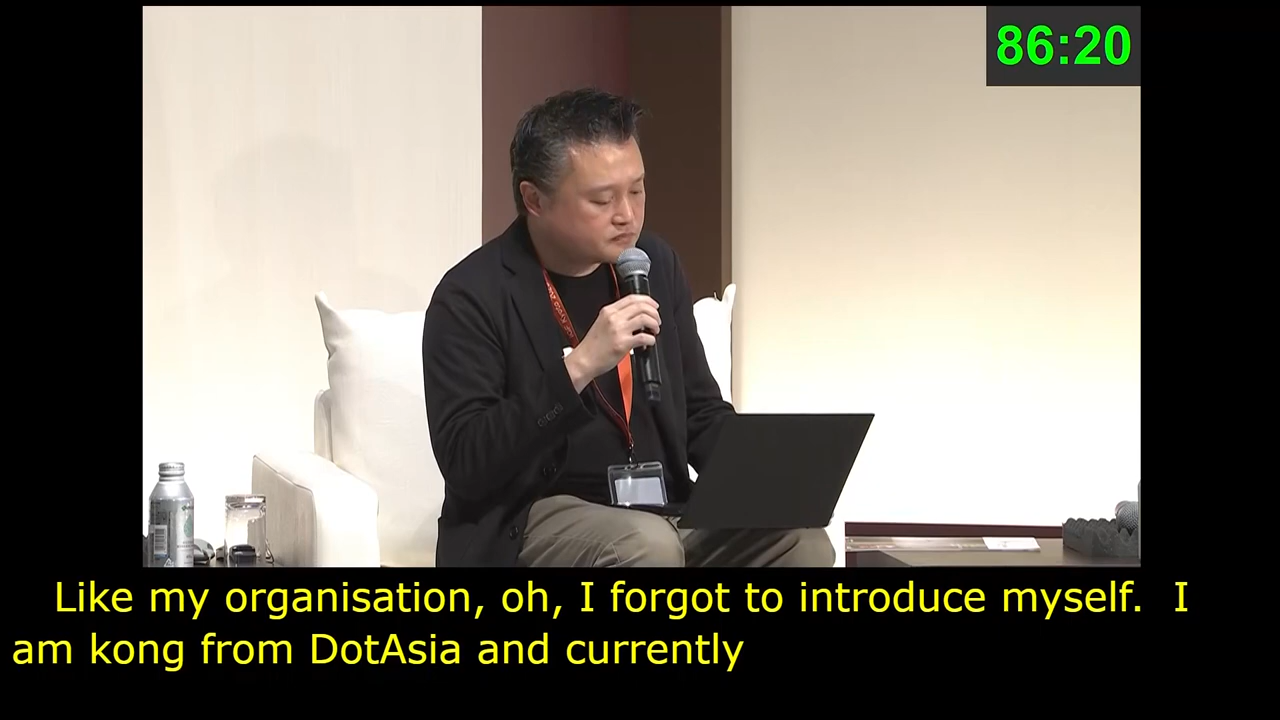 86:20
Like my organisation, oh, I forgot to introduce myself.  I
am kong from DotAsia and currently